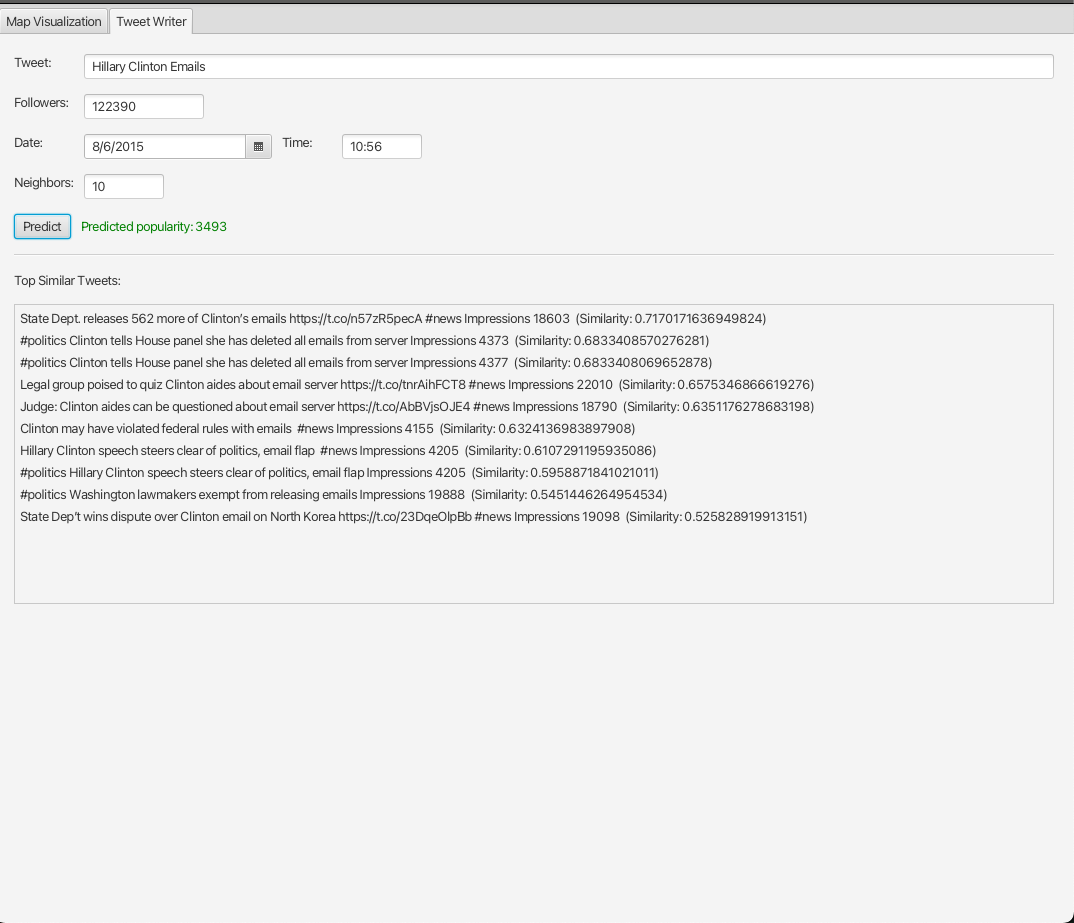 Map Visualization Tweet Writer
Tweet: Hillary Clinton Emails
Followers: 122390
Date: 8/6/2015 Time: 10:56
Neighbors: 10
Predict Predicted popularity: 3493
Top Similar Tweets:
State Dept. releases 562 more of Clinton's emails https://t.co/n57zR5pecA #news Impressions 18603 (Similarity: 0.7170171636949824)
#politics Clinton tells House panel she has deleted all emails from server Impressions 4373 (Similarity: 0.6833408570276281)
#politics Clinton tells House panel she has deleted all emails from server Impressions 4377 (Similarity: 0.6833408069652878)
Legal group poised to quiz Clinton aides about email server https://t.co/tnrAihFCT8 #news Impressions 22010 (Similarity: 0.6575346866619276)
Judge: Clinton aides can be questioned about email server https://t.co/AbBVjsOJE4 #news Impressions 18790 (Similarity: 0.6351176278683198)
Clinton may have violated federal rules with emails #news Impressions 4155 (Similarity: 0.6324136983897908)
Hillary Clinton speech steers clear of politics, email flap #news Impressions 4205 (Similarity: 0.6107291195935086)
#politics Hillary Clinton speech steers clear of politics, email flap Impressions 4205 (Similarity: 0.5958871841021011)
#politics Washington lawmakers exempt from releasing emails Impressions 19888 (Similarity: 0.5451446264954534)
State Dep't wins dispute over Clinton email on North Korea https://t.co/23DqeOlpBb #news Impressions 19098 (Similarity: 0.525828919913151)